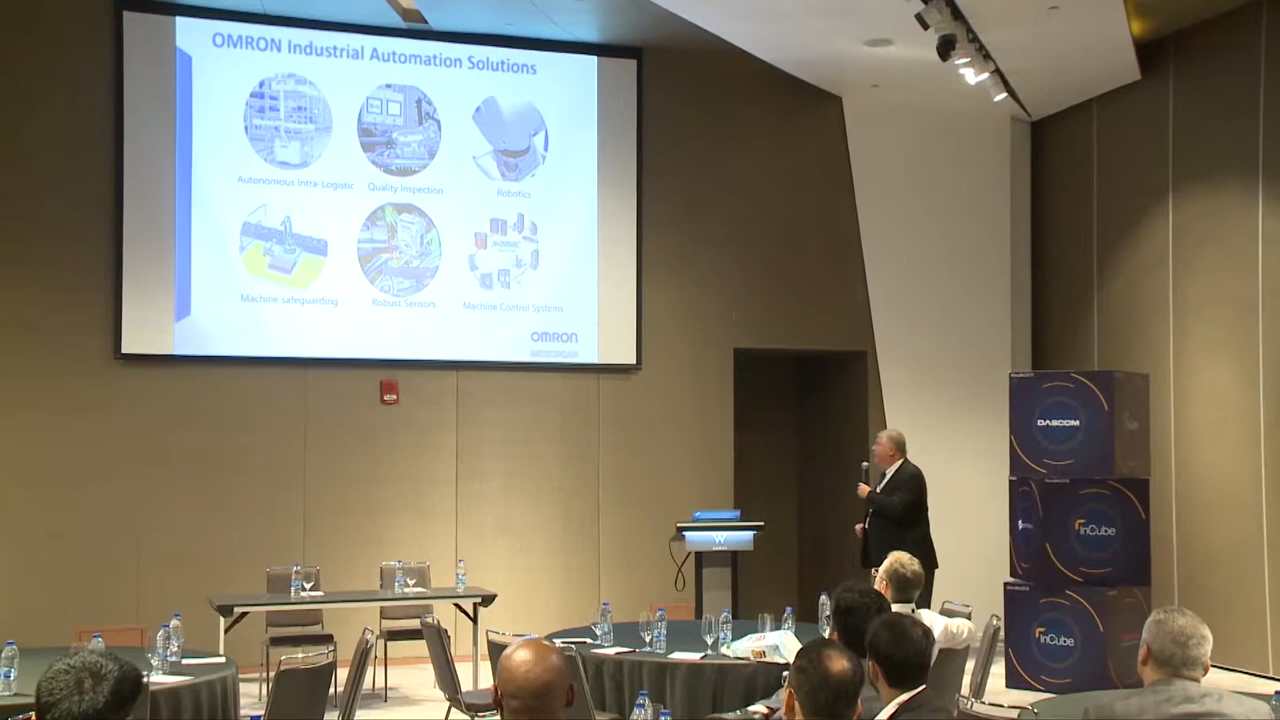 OMRON Industrial Automation Solutions
Autonomous Intra-Logistic
Quality Inspection
Robotics
Machine safeguarding
Robust Sensors
Machine Control Systems
OMRON
W
DASCOM
InCube
InCube